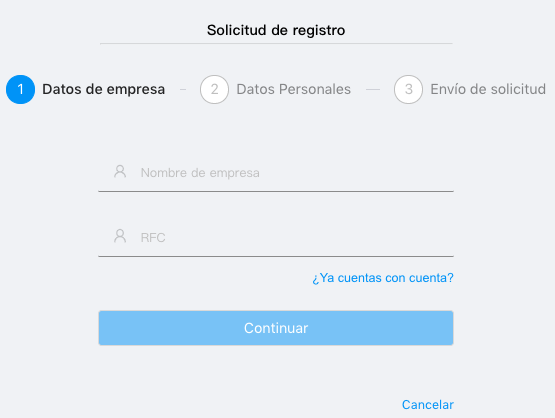 Solicitud de registro
1 Datos de empresa 2 Datos Personales 3 Envío de solicitud
Nombre de empresa
RFC
¿Ya cuentas con cuenta?
Continuar
Cancelar